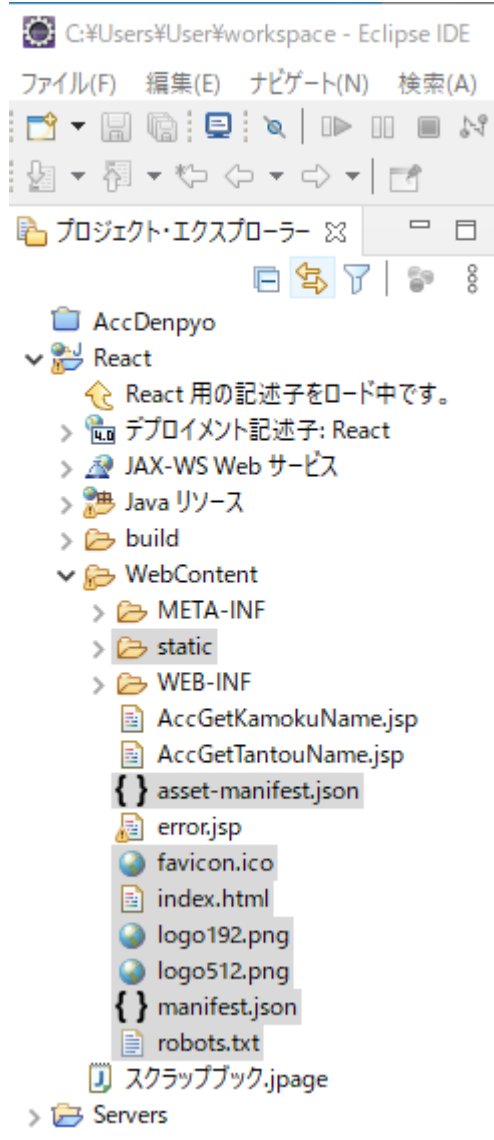 C:¥Users¥User¥workspace - Eclipse IDE
ファイル(F) 編集(E) ナビゲート(N) 検索(A)
プロジェクト・エクスプローラー
AccDenpyo
React
React 用の記述子をロード中です。
4.0 デプロイメント記述子: React
JAX-WS Web サービス
Java リソース
build
WebContent
META-INF
static
WEB-INF
AccGetKamokuName.jsp
AccGetTantouName.jsp
{ } asset-manifest.json
error.jsp
favicon.ico
index.html
logo192.png
logo512.png
{ } manifest.json
robots.txt
スクラップブック.jpage
Servers